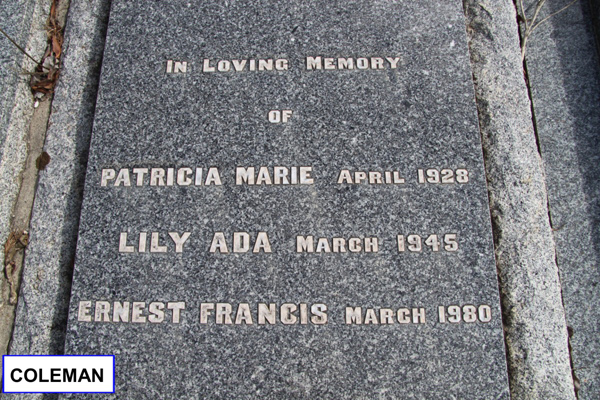 IN LOVING MEMORY
OF
PATRICIA MARIE APRIL 1928
LILY ADA MARCH 1945
ERNEST FRANCIS MARCH 1980
COLEMAN